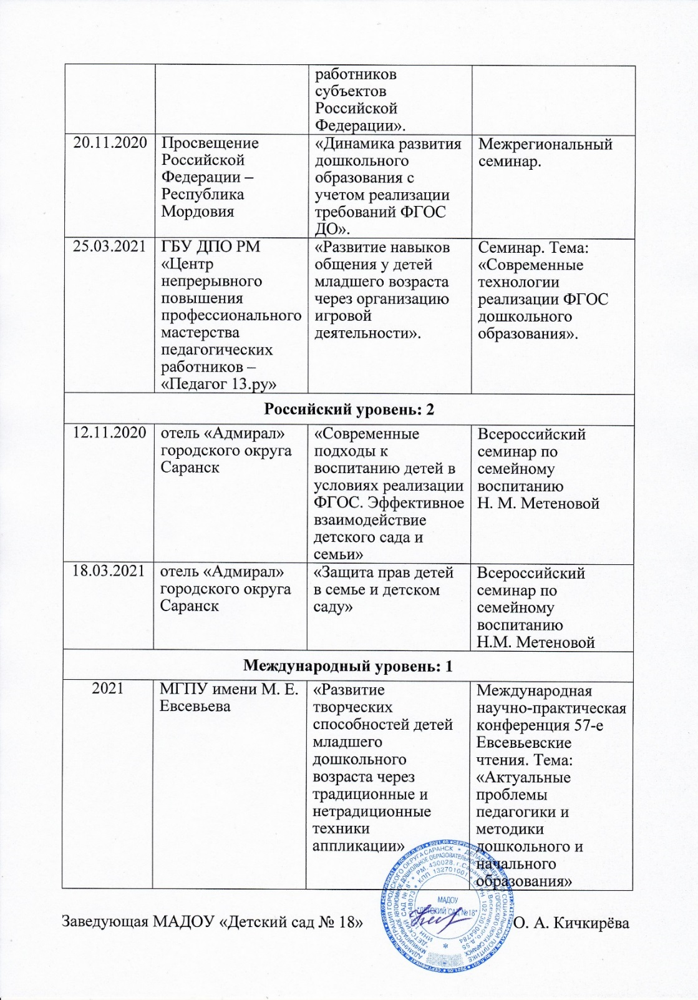 работников
субъектов
Российской
Федерации».
20.11.2020
Просвещение
Российской
Федерации –
Республика
Мордовия
«Динамика развития
дошкольного
образования с
учетом реализации
требований ФГОС
ДО».
Межрегиональный
семинар.
25.03.2021
ГБУ ДПО РМ
«Центр
непрерывного
повышения
профессионального
мастерства
педагогических
работников –
«Педагог 13.ру»
«Развитие навыков
общения у детей
младшего возраста
через организацию
игровой
деятельности».
Семинар. Тема:
«Современные
технологии
реализации ФГОС
дошкольного
образования».
Российский уровень: 2
12.11.2020
отель «Адмирал»
городского округа
Саранск
«Современные
подходы к
воспитанию детей в
условиях реализации
ФГОС. Эффективное
взаимодействие
детского сада и
семьи»
Всероссийский
семинар по
семейному
воспитанию
Н. М. Метеновой
18.03.2021
отель «Адмирал»
городского округа
Саранск
«Защита прав детей
в семье и детском
саду»
Всероссийский
семинар по
семейному
воспитанию
Н.М. Метеновой
Международный уровень: 1
2021
МГПУ имени М. Е.
Евсевьева
«Развитие
творческих
способностей детей
младшего
дошкольного
возраста через
традиционные и
нетрадиционные
техники
аппликации»
Международная
научно-практическая
конференция 57-е
Евсевьевские
чтения. Тема:
«Актуальные
проблемы
педагогики и
методики
дошкольного и
начального
образования»
Заведующая МАДОУ «Детский сад № 18»
О. А. Кичкирёва
МАДОУ
"ДЕТСКИЙ САД №18"